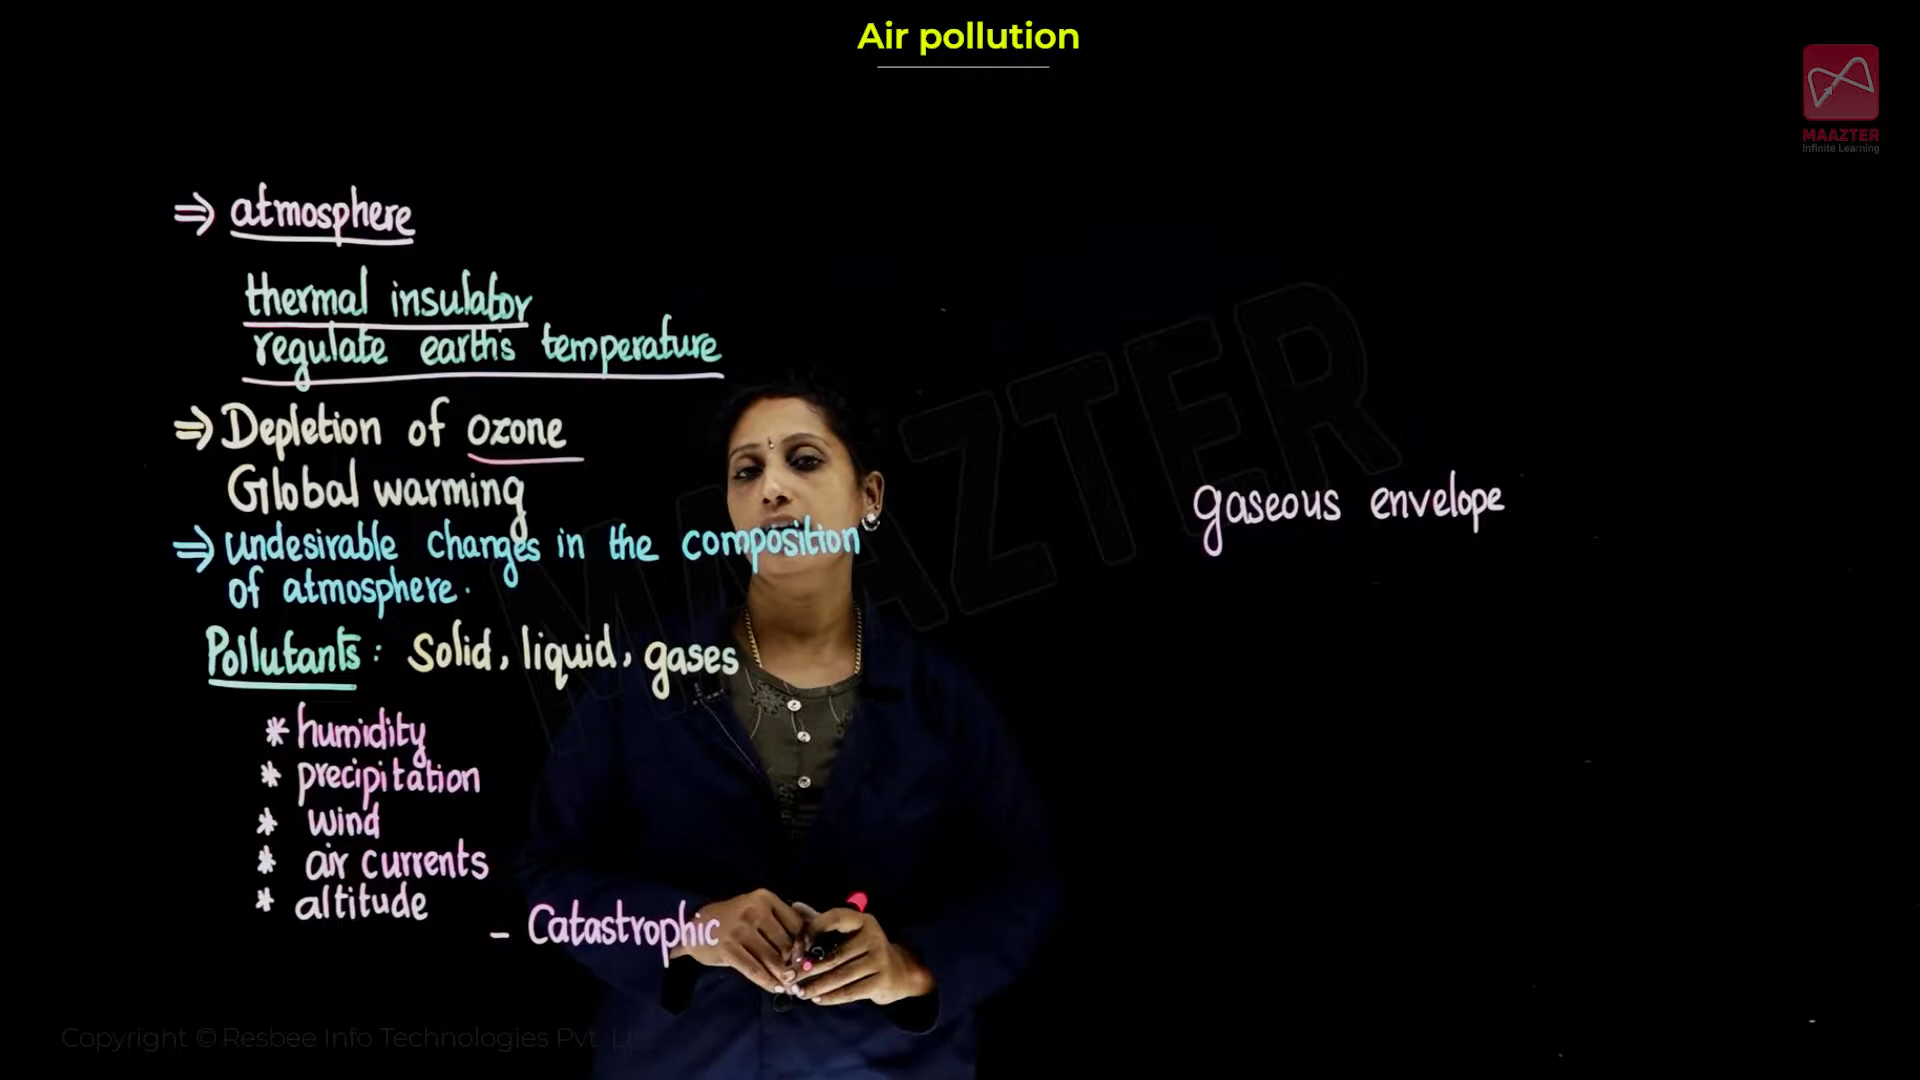 Air pollution
MAAZTER
Infinite Learning
⇒ atmosphere
thermal insulator
regulate earth's temperature
⇒ Depletion of ozone
Global warming
⇒ undesirable changes in the composition
of atmosphere.
Pollutants : Solid, liquid, gases
* humidity
* precipitation
* wind
* air currents
* altitude
– Catastrophic
gaseous envelope
MAAZTER
Copyright © Resbee Info Technologies Pvt.